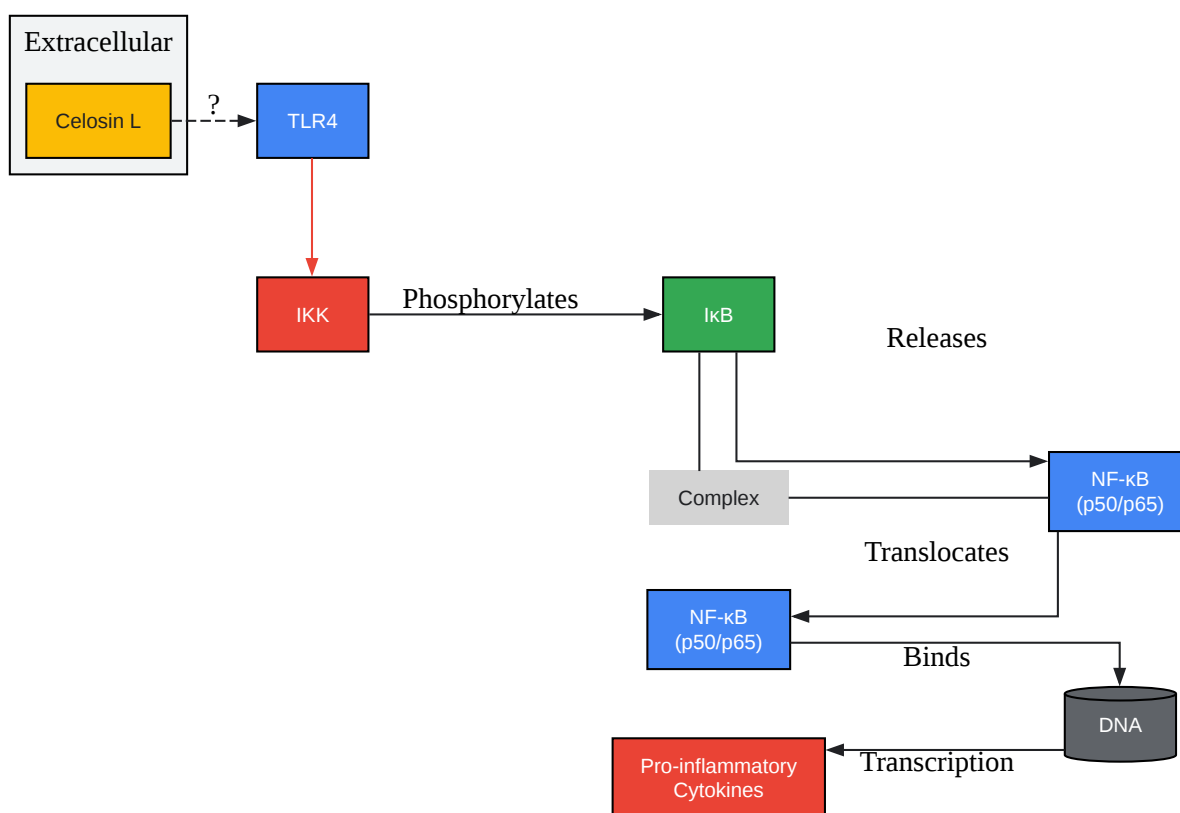 Extracellular
Celosin L
?
TLR4
IKK
Phosphorylates
IκB
Releases
NF-κB
(p50/p65)
Complex
Translocates
NF-κB
(p50/p65)
Binds
DNA
Transcription
Pro-inflammatory
Cytokines